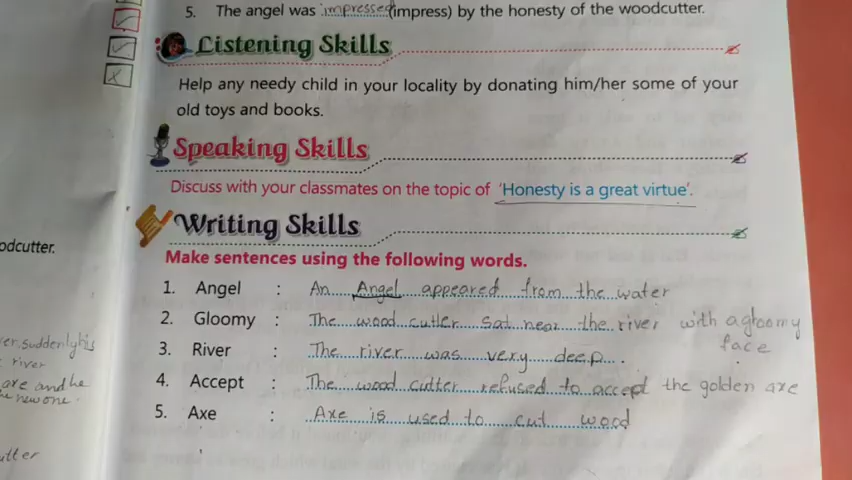 5. The angel was impressed (impress) by the honesty of the woodcutter.
Listening Skills
Help any needy child in your locality by donating him/her some of your
old toys and books.
Speaking Skills
Discuss with your classmates on the topic of 'Honesty is a great virtue'.
Writing Skills
odcutter.
Make sentences using the following words.
1. Angel : An Angel appeared from the water
2. Gloomy : The wood cutter sat near the river with a gloomy
face
er, suddenly his
3. River : The river was very deep.
river
4. Accept : The wood cutter refused to accept the golden axe
axe and he
new one.
5. Axe : Axe is used to cut wood
utter